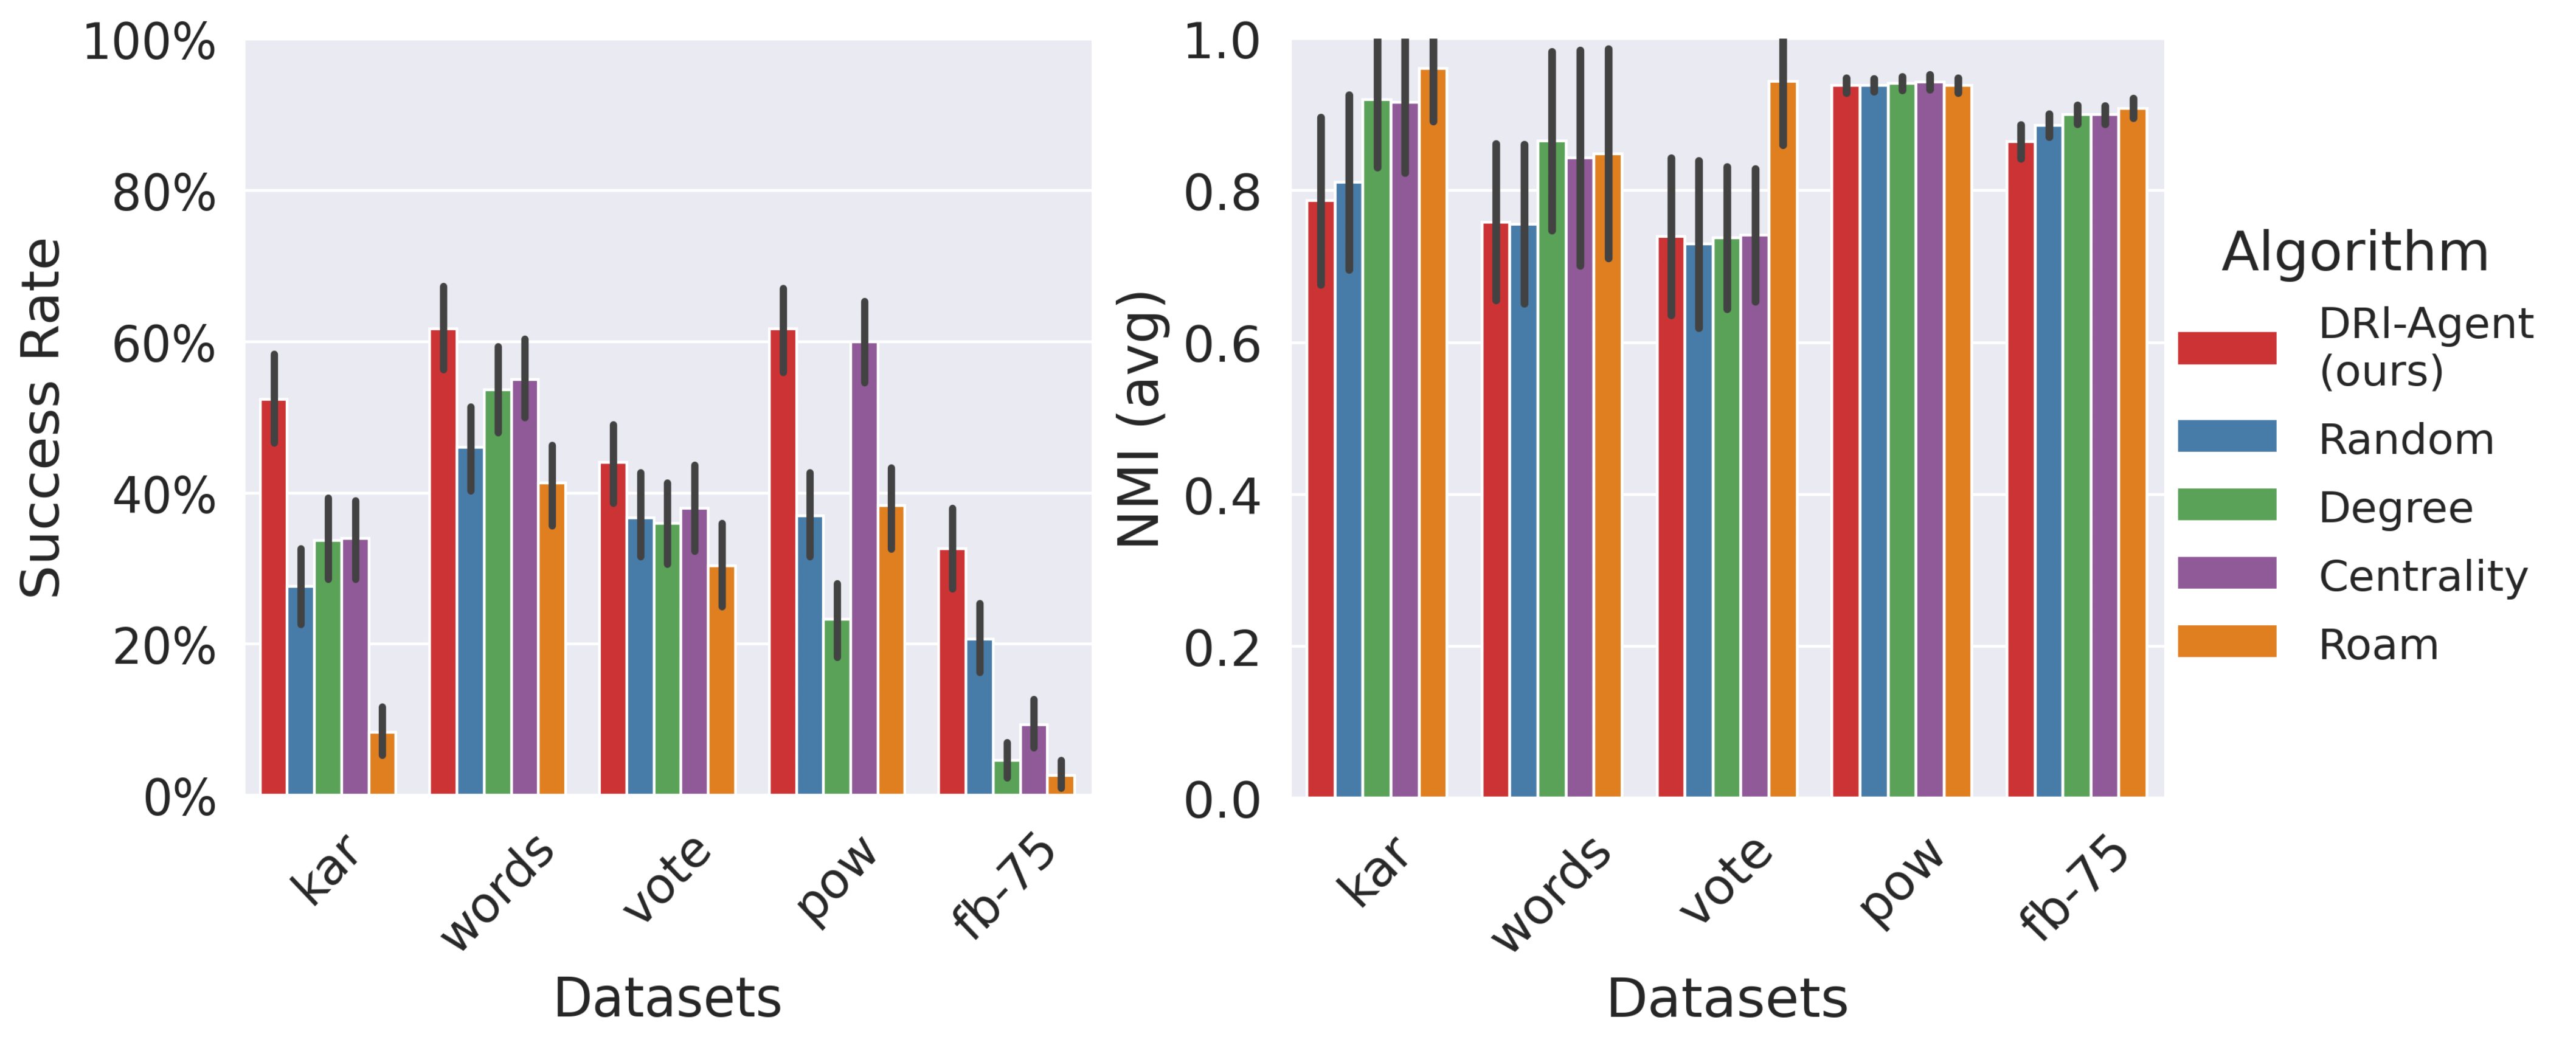 100%
80%
60%
40%
20%
0%
Success Rate
kar
words
vote
pow
fb-75
Datasets
1.0
0.8
0.6
0.4
0.2
0.0
NMI (avg)
kar
words
vote
pow
fb-75
Datasets
Algorithm
DRl-Agent
(ours)
Random
Degree
Centrality
Roam